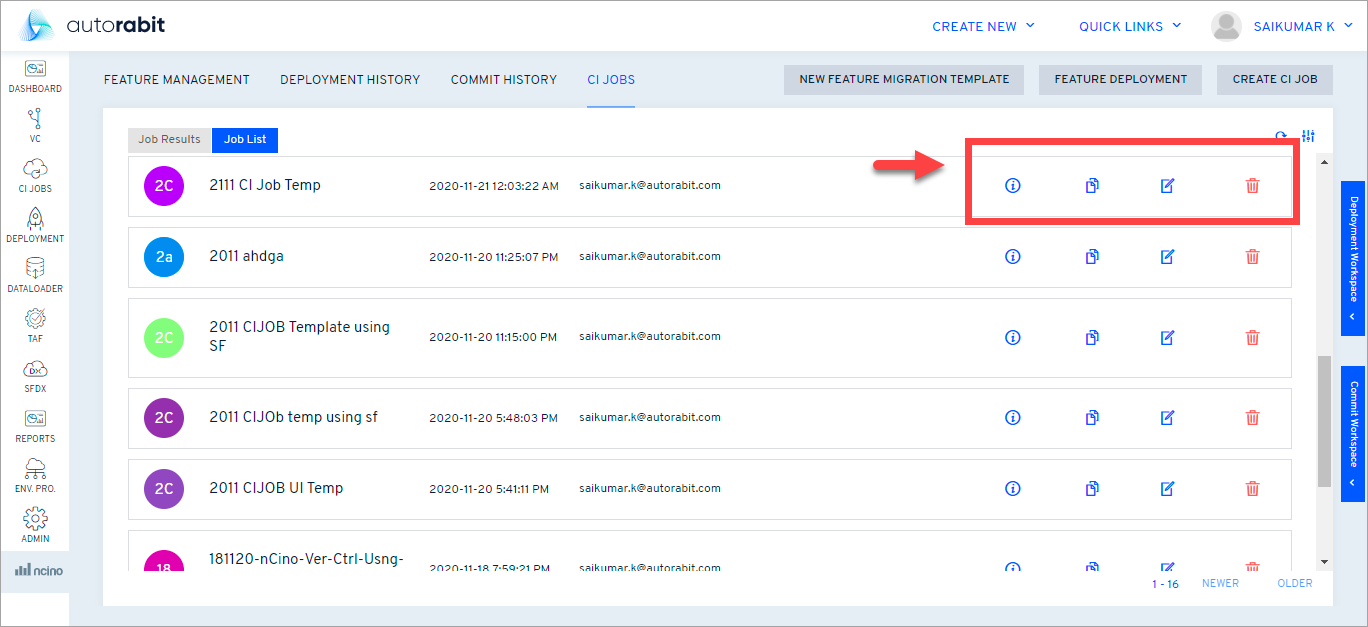 autorabit
CREATE NEW
QUICK LINKS
SAIKUMAR K
DASHBOARD
VC
CI JOBS
DEPLOYMENT
DATALOADER
TAF
DX
SFDX
REPORTS
ENV. PRO.
ADMIN
ncino
FEATURE MANAGEMENT
DEPLOYMENT HISTORY
COMMIT HISTORY
CI JOBS
NEW FEATURE MIGRATION TEMPLATE
FEATURE DEPLOYMENT
CREATE CI JOB
Job Results
Job List
2C 2111 CI Job Temp 2020-11-21 12:03:22 AM saikumar.k@autorabit.com
2a 2011 ahdga 2020-11-20 11:25:07 PM saikumar.k@autorabit.com
2C 2011 CIJOB Template using
SF 2020-11-20 11:15:00 PM saikumar.k@autorabit.com
2C 2011 CIJOb temp using sf 2020-11-20 5:48:03 PM saikumar.k@autorabit.com
2C 2011 CIJOB UI Temp 2020-11-20 5:41:11 PM saikumar.k@autorabit.com
18 181120-nCino-Ver-Ctrl-Usng- 2020-11-18 7:59:21 PM saikumar.k@autorabit.com
1 - 16 NEWER OLDER
Deployment Workspace
Commit Workspace